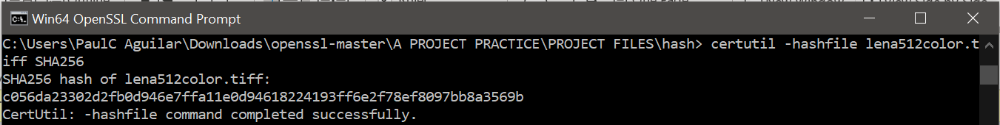 Win64 OpenSSL Command Prompt
C:\Users\PaulC Aguilar\Downloads\openssl-master\A PROJECT PRACTICE\PROJECT FILES\hash> certutil -hashfile lena512color.t
iff SHA256
SHA256 hash of lena512color.tiff:
c056da23302d2fb0d946e7ffa11e0d94618224193ff6e2f78ef8097bb8a3569b
CertUtil: -hashfile command completed successfully.